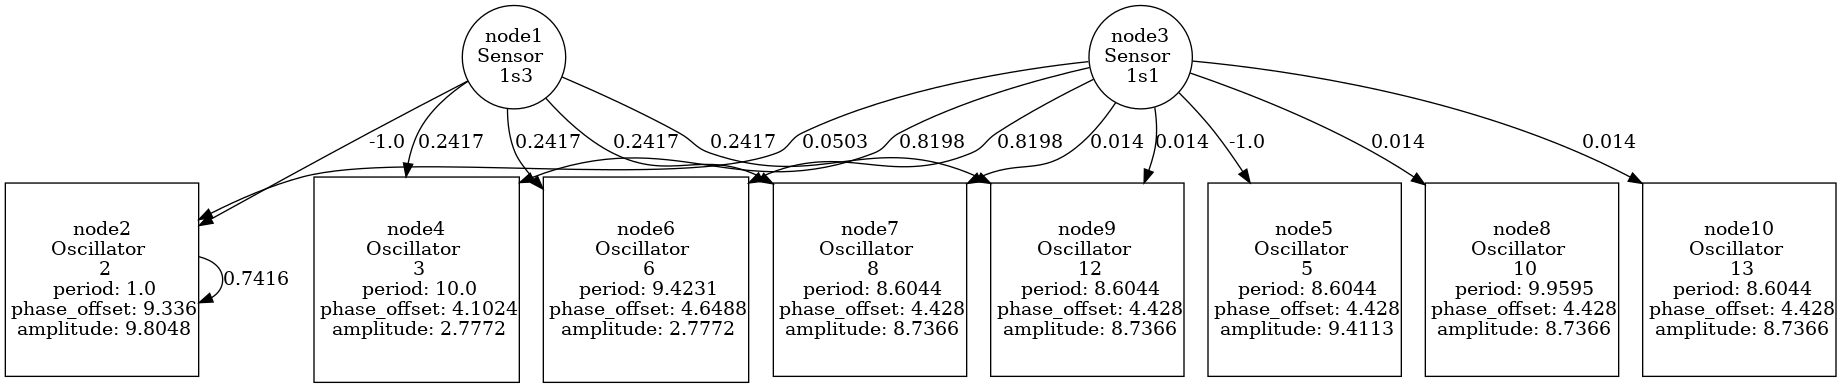 node1
Sensor
1s3
node3
Sensor
1s1
-1.0
0.2417
0.2417
0.2417
0.2417
0.0503
0.8198
0.8198
0.014
0.014
-1.0
0.014
0.014
node2
Oscillator
2
period: 1.0
phase_offset: 9.336
amplitude: 9.8048
0.7416
node4
Oscillator
3
period: 10.0
phase_offset: 4.1024
amplitude: 2.7772
node6
Oscillator
6
period: 9.4231
phase_offset: 4.6488
amplitude: 2.7772
node7
Oscillator
8
period: 8.6044
phase_offset: 4.428
amplitude: 8.7366
node9
Oscillator
12
period: 8.6044
phase_offset: 4.428
amplitude: 8.7366
node5
Oscillator
5
period: 8.6044
phase_offset: 4.428
amplitude: 9.4113
node8
Oscillator
10
period: 9.9595
phase_offset: 4.428
amplitude: 8.7366
node10
Oscillator
13
period: 8.6044
phase_offset: 4.428
amplitude: 8.7366